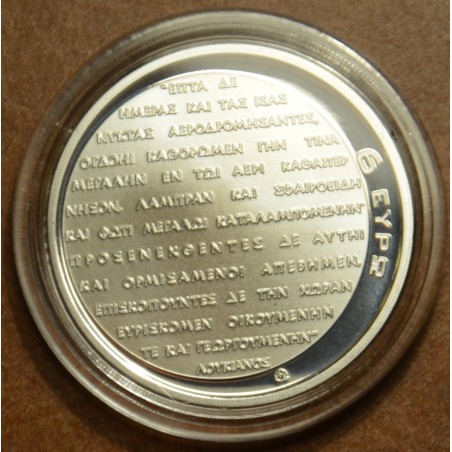 "ΕΠΤΑ ΔΕ
ΗΜΕΡΑΣ ΚΑΙ ΤΑΣ ΙΣΑΣ
ΝΥΚΤΑΣ ΑΕΡΟΔΡΟΜΗΣΑΝΤΕΣ,
ΟΓΔΟΗΙ ΚΑΘΟΡΩΜΕΝ ΓΗΝ ΤΙΝΑ
ΜΕΓΑΛΗΝ ΕΝ ΤΩΙ ΑΕΡΙ ΚΑΘΑΠΕΡ
ΝΗΣΟΝ, ΛΑΜΠΡΑΝ ΚΑΙ ΣΦΑΙΡΟΕΙΔΗ
ΚΑΙ ΦΩΤΙ ΜΕΓΑΛΩΙ ΚΑΤΑΛΑΜΠΟΜΕΝΗΝ"
ΠΡΟΣΕΝΕΧΘΕΝΤΕΣ ΔΕ ΑΥΤΗΙ
ΚΑΙ ΟΡΜΙΣΑΜΕΝΟΙ ΑΠΕΒΗΜΕΝ,
ΕΠΙΣΚΟΠΟΥΝΤΕΣ ΔΕ ΤΗΝ ΧΩΡΑΝ
ΕΥΡΙΣΚΟΜΕΝ ΟΙΚΟΥΜΕΝΗΝ
ΤΕ ΚΑΙ ΓΕΩΡΓΟΥΜΕΝΗΝ"
ΛΟΥΚΙΑΝΟΣ
6 ΕΥΡΩ